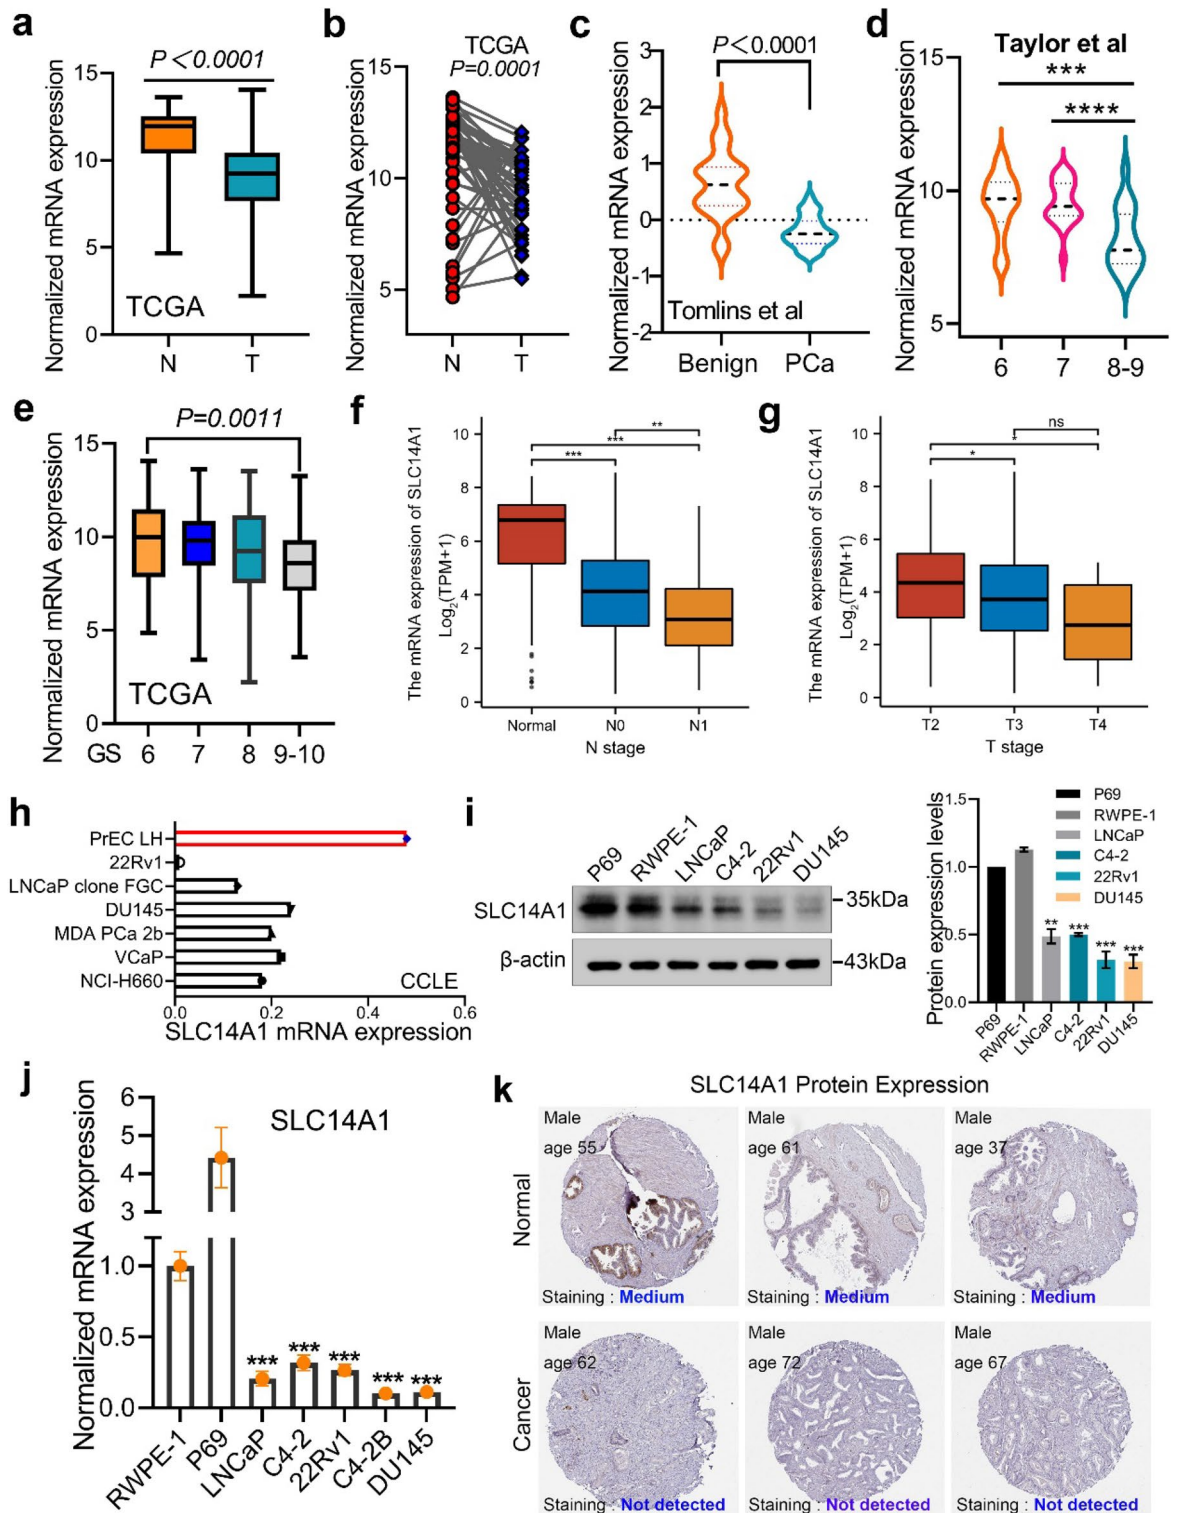 a
P＜0.0001
Normalized mRNA expression
15
10
5
0
TCGA
N
T
b
TCGA
P=0.0001
Normalized mRNA expression
15
10
5
N
T
c
P＜0.0001
Normalized mRNA expression
3
2
1
0
-1
-2
Tomlins et al
Benign
PCa
d
Taylor et al
***
****
Normalized mRNA expression
15
10
5
6
7
8-9
e
P=0.0011
Normalized mRNA expression
15
10
5
0
TCGA
GS
6
7
8
9-10
f
The mRNA expression of SLC14A1
Log2(TPM+1)
10
8
6
4
2
0
**
***
***
Normal
N0
N1
N stage
g
The mRNA expression of SLC14A1
Log2(TPM+1)
10
8
6
4
2
0
ns
*
*
T2
T3
T4
T stage
h
PrEC LH
22Rv1
LNCaP clone FGC
DU145
MDA PCa 2b
VCaP
NCI-H660
CCLE
0.0
0.2
0.4
0.6
SLC14A1 mRNA expression
i
P69
RWPE-1
LNCaP
C4-2
22Rv1
DU145
SLC14A1
35kDa
β-actin
43kDa
Protein expression levels
1.5
1.0
0.5
0.0
P69
RWPE-1
LNCaP
C4-2
22Rv1
DU145
**
***
***
***
P69
RWPE-1
LNCaP
C4-2
22Rv1
DU145
j
SLC14A1
Normalized mRNA expression
6
5
4
3
1.0
0.5
0.0
***
***
***
***
***
RWPE-1
P69
LNCaP
C4-2
22Rv1
C4-2B
DU145
k
SLC14A1 Protein Expression
Normal
Male
age 55
Staining : Medium
Male
age 61
Staining : Medium
Male
age 37
Staining : Medium
Cancer
Male
age 62
Staining : Not detected
Male
age 72
Staining : Not detected
Male
age 67
Staining : Not detected